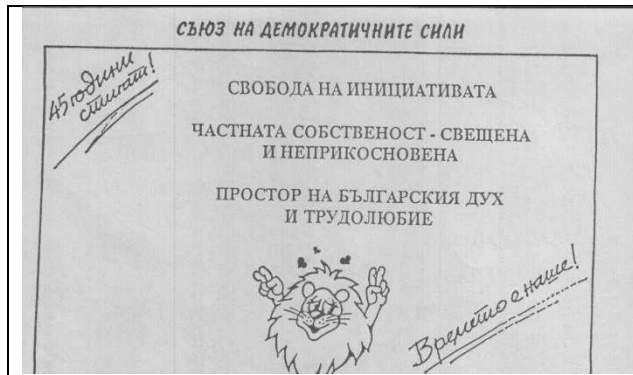 СЪЮЗ НА ДЕМОКРАТИЧНИТЕ СИЛИ
45 години
стигат!
СВОБОДА НА ИНИЦИАТИВАТА
ЧАСТНАТА СОБСТВЕНОСТ - СВЕЩЕНА
И НЕПРИКОСНОВЕНА
ПРОСТОР НА БЪЛГАРСКИЯ ДУХ
И ТРУДОЛЮБИЕ
Времето е наше!